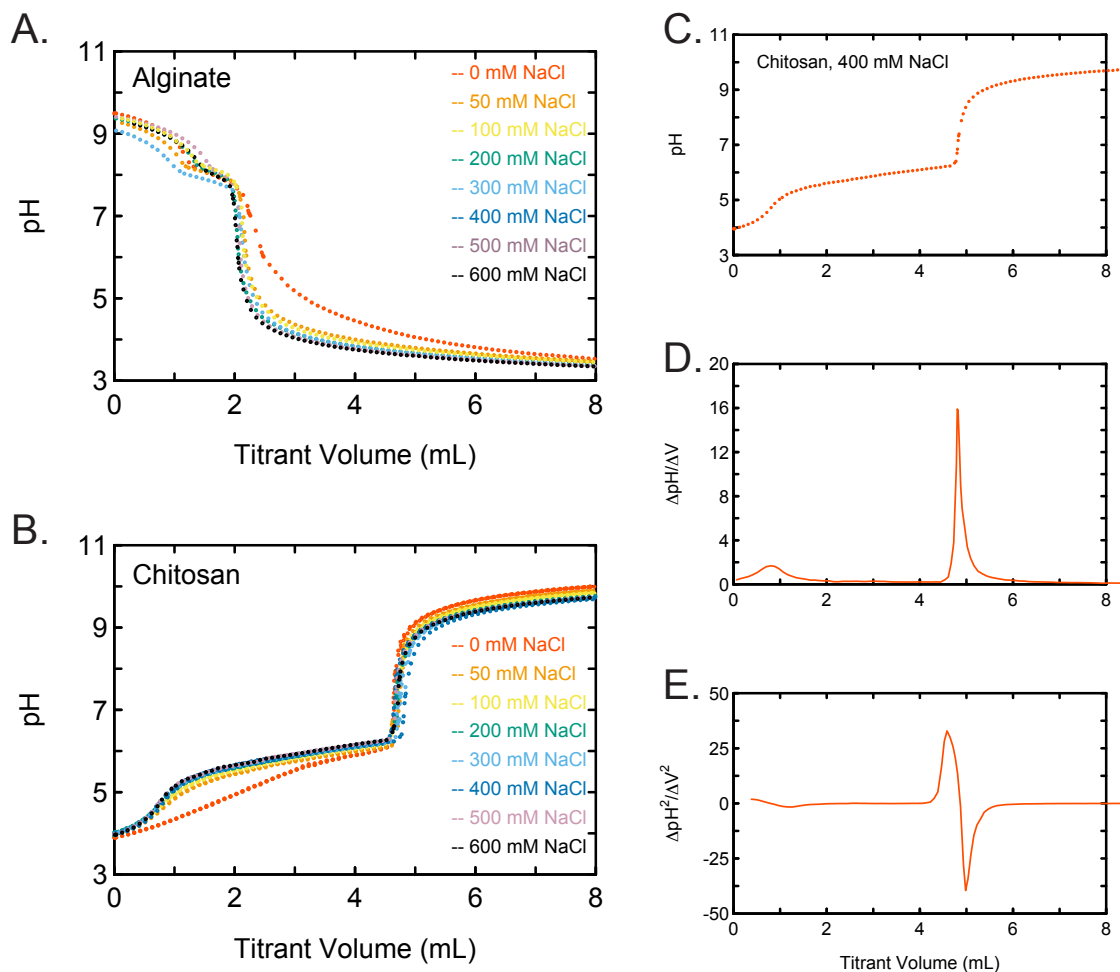 A.
11
9
7
5
3
pH
Alginate
-- 0 mM NaCl
-- 50 mM NaCl
-- 100 mM NaCl
-- 200 mM NaCl
-- 300 mM NaCl
-- 400 mM NaCl
-- 500 mM NaCl
-- 600 mM NaCl
0 2 4 6 8
Titrant Volume (mL)
B.
11
9
7
5
3
pH
Chitosan
-- 0 mM NaCl
-- 50 mM NaCl
-- 100 mM NaCl
-- 200 mM NaCl
-- 300 mM NaCl
-- 400 mM NaCl
-- 500 mM NaCl
-- 600 mM NaCl
0 2 4 6 8
Titrant Volume (mL)
C.
11
9
7
5
3
pH
Chitosan, 400 mM NaCl
0 2 4 6 8
D.
20
16
12
8
4
0
ΔpH/ΔV
0 2 4 6 8
E.
50
25
0
-25
-50
ΔpH²/ΔV²
0 2 4 6 8
Titrant Volume (mL)